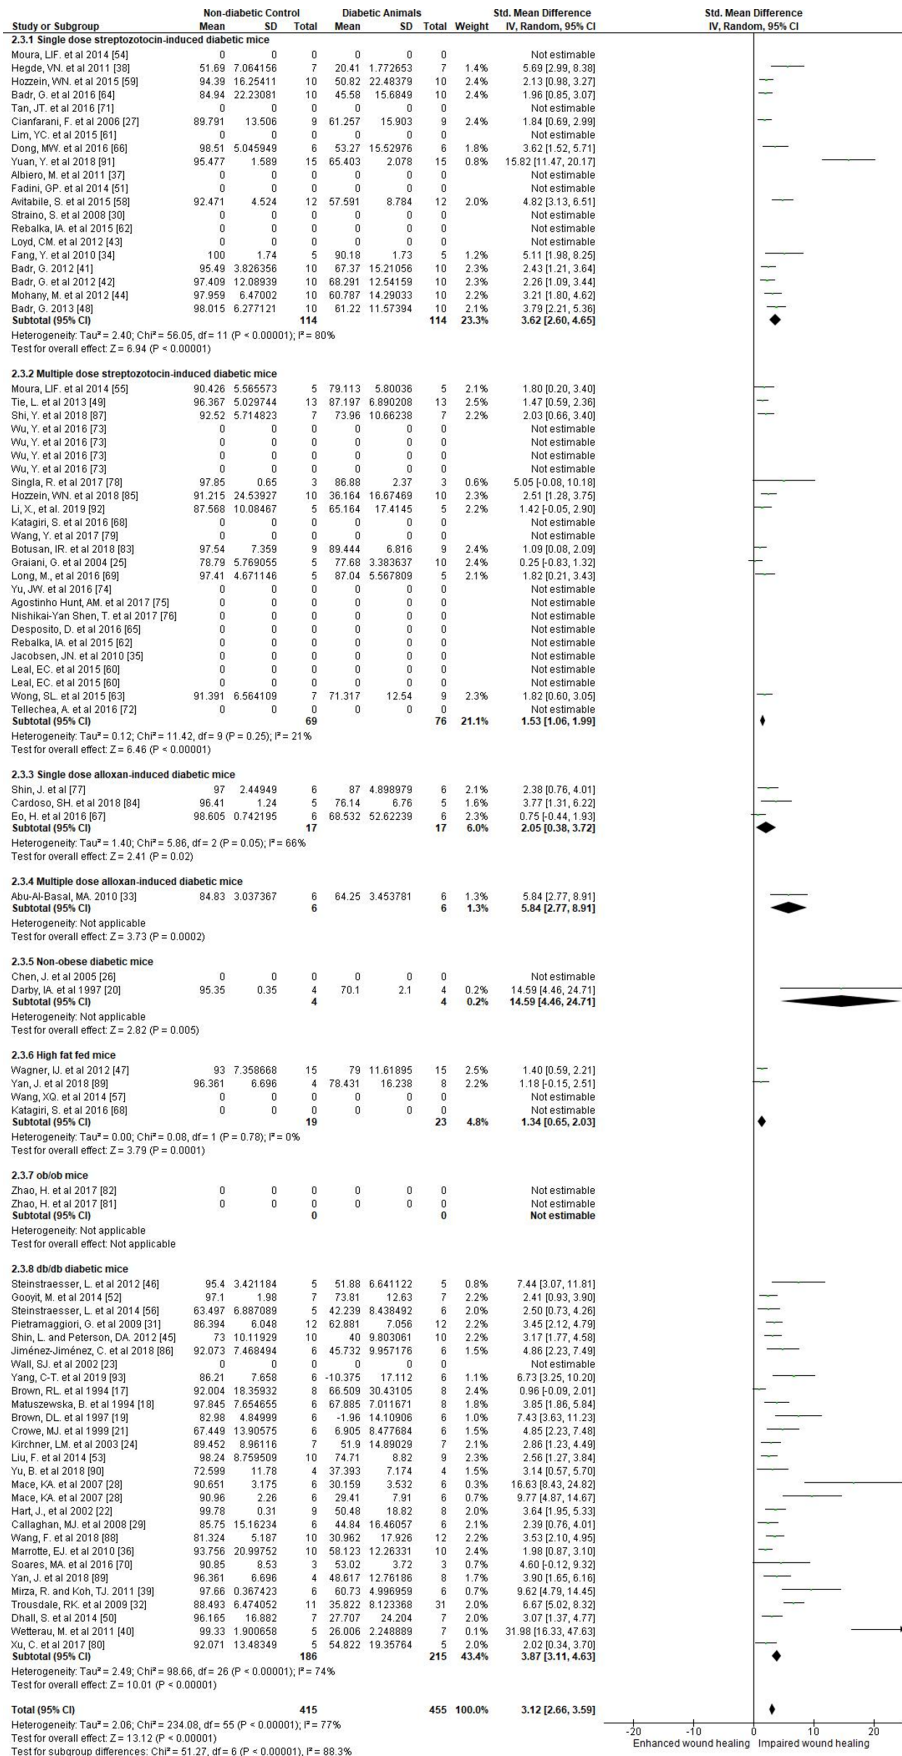 Non-diabetic Control Diabetic Animals Std. Mean Difference Std. Mean Difference
Study or Subgroup Mean SD Total Mean SD Total Weight IV, Random, 95% CI IV, Random, 95% CI
2.3.1 Single dose streptozotocin-induced diabetic mice
Moura, LIF. et al 2014 [54] 0 0 0 0 0 0 Not estimable
Hegde, VN. et al 2011 [38] 51.69 7.064156 7 20.41 1.772653 7 1.4% 5.69 [2.99, 8.38]
Hozzein, WN. et al 2015 [59] 94.39 16.25411 10 50.82 22.48379 10 2.4% 2.13 [0.98, 3.27]
Badr, G. et al 2016 [64] 84.94 22.23081 10 45.58 15.6849 10 2.4% 1.96 [0.85, 3.07]
Tan, JT. et al 2016 [71] 0 0 0 0 0 0 Not estimable
Cianfarani, F. et al 2006 [27] 89.791 13.506 9 61.257 15.903 9 2.4% 1.84 [0.69, 2.99]
Lim, YC. et al 2015 [61] 0 0 0 0 0 0 Not estimable
Dong, MW. et al 2016 [66] 98.51 5.045949 6 53.27 15.52976 6 1.8% 3.62 [1.52, 5.71]
Yuan, Y. et al 2018 [91] 95.477 1.589 15 65.403 2.078 15 0.8% 15.82 [11.47, 20.17]
Albiero, M. et al 2011 [37] 0 0 0 0 0 0 Not estimable
Fadini, GP. et al 2014 [51] 0 0 0 0 0 0 Not estimable
Avitabile, S. et al 2015 [58] 92.471 4.524 12 57.591 8.784 12 2.0% 4.82 [3.13, 6.51]
Straino, S. et al 2008 [30] 0 0 0 0 0 0 Not estimable
Rebalka, IA. et al 2015 [62] 0 0 0 0 0 0 Not estimable
Loyd, CM. et al 2012 [43] 0 0 0 0 0 0 Not estimable
Fang, Y. et al 2010 [34] 100 1.74 5 90.18 1.73 5 1.2% 5.11 [1.98, 8.25]
Badr, G. 2012 [41] 95.49 3.826356 10 67.37 15.21056 10 2.3% 2.43 [1.21, 3.64]
Badr, G. et al 2012 [42] 97.409 12.08939 10 68.291 12.54159 10 2.3% 2.26 [1.09, 3.44]
Mohany, M. et al 2012 [44] 97.959 6.47002 10 60.787 14.29033 10 2.2% 3.21 [1.80, 4.62]
Badr, G. et al 2013 [48] 98.015 6.277121 10 61.22 11.57394 10 2.1% 3.79 [2.21, 5.36]
Subtotal (95% CI) 114 114 23.3% 3.62 [2.60, 4.65]
Heterogeneity: Tau² = 2.40; Chi² = 56.05, df = 11 (P < 0.00001); I² = 80%
Test for overall effect: Z = 6.94 (P < 0.00001)
2.3.2 Multiple dose streptozotocin-induced diabetic mice
Moura, LIF. et al 2014 [55] 90.426 5.565573 5 79.113 5.80036 5 2.1% 1.80 [0.20, 3.40]
Tie, L. et al 2013 [49] 96.367 5.029744 13 87.197 6.890208 13 2.5% 1.47 [0.59, 2.36]
Shi, Y. et al 2018 [87] 92.52 5.714823 7 73.96 10.66238 7 2.2% 2.03 [0.66, 3.40]
Wu, Y. et al 2016 [73] 0 0 0 0 0 0 Not estimable
Wu, Y. et al 2016 [73] 0 0 0 0 0 0 Not estimable
Wu, Y. et al 2016 [73] 0 0 0 0 0 0 Not estimable
Wu, Y. et al 2016 [73] 0 0 0 0 0 0 Not estimable
Singla, R. et al 2017 [78] 97.85 0.65 3 86.88 2.37 3 0.6% 5.05 [-0.08, 10.18]
Hozzein, WN. et al 2018 [85] 91.215 24.53927 10 36.164 16.67469 10 2.3% 2.51 [1.28, 3.75]
Li, X., et al. 2019 [92] 87.568 10.08467 5 65.164 17.4145 5 2.2% 1.42 [-0.05, 2.90]
Katagiri, S. et al 2016 [68] 0 0 0 0 0 0 Not estimable
Wang, Y. et al 2017 [79] 0 0 0 0 0 0 Not estimable
Botusan, IR. et al 2018 [83] 97.54 7.359 9 89.444 6.816 9 2.4% 1.09 [0.08, 2.09]
Graiani, G. et al 2004 [25] 78.79 5.769055 5 77.68 3.383637 10 2.4% 0.25 [-0.83, 1.32]
Long, M., et al 2016 [69] 97.41 4.671146 5 87.04 5.567809 5 2.1% 1.82 [0.21, 3.43]
Yu, JW. et al 2016 [74] 0 0 0 0 0 0 Not estimable
Agostinho Hunt, AM. et al 2017 [75] 0 0 0 0 0 0 Not estimable
Nishikai-Yan Shen, T. et al 2017 [76] 0 0 0 0 0 0 Not estimable
Desposito, D. et al 2016 [65] 0 0 0 0 0 0 Not estimable
Rebalka, IA. et al 2015 [62] 0 0 0 0 0 0 Not estimable
Jacobsen, JN. et al 2010 [35] 0 0 0 0 0 0 Not estimable
Leal, EC. et al 2015 [60] 0 0 0 0 0 0 Not estimable
Leal, EC. et al 2015 [60] 0 0 0 0 0 0 Not estimable
Wong, SL. et al 2015 [63] 91.391 6.564109 7 71.317 12.54 9 2.3% 1.82 [0.60, 3.05]
Tellechea, A. et al 2016 [72] 0 0 0 0 0 0 Not estimable
Subtotal (95% CI) 69 76 21.1% 1.53 [1.06, 1.99]
Heterogeneity: Tau² = 0.12; Chi² = 11.42, df = 9 (P = 0.25); I² = 21%
Test for overall effect: Z = 6.46 (P < 0.00001)
2.3.3 Single dose alloxan-induced diabetic mice
Shin, J. et al [77] 97 2.44949 6 87 4.898979 6 2.1% 2.38 [0.76, 4.01]
Cardoso, SH. et al 2018 [84] 96.41 1.24 5 76.14 6.76 5 1.6% 3.77 [1.31, 6.22]
Eo, H. et al 2016 [67] 98.605 0.742195 6 68.532 52.62239 6 2.3% 0.75 [-0.44, 1.93]
Subtotal (95% CI) 17 17 6.0% 2.05 [0.38, 3.72]
Heterogeneity: Tau² = 1.40; Chi² = 5.86, df = 2 (P = 0.05); I² = 66%
Test for overall effect: Z = 2.41 (P = 0.02)
2.3.4 Multiple dose alloxan-induced diabetic mice
Abu-Al-Basal, MA. 2010 [33] 84.83 3.037367 6 64.25 3.453781 6 1.3% 5.84 [2.77, 8.91]
Subtotal (95% CI) 6 6 1.3% 5.84 [2.77, 8.91]
Heterogeneity: Not applicable
Test for overall effect: Z = 3.73 (P = 0.0002)
2.3.5 Non-obese diabetic mice
Chen, J. et al 2005 [26] 0 0 0 0 0 0 Not estimable
Darby, IA. et al 1997 [20] 95.35 0.35 4 70.1 2.1 4 0.2% 14.59 [4.46, 24.71]
Subtotal (95% CI) 4 4 0.2% 14.59 [4.46, 24.71]
Heterogeneity: Not applicable
Test for overall effect: Z = 2.82 (P = 0.005)
2.3.6 High fat fed mice
Wagner, IJ. et al 2012 [47] 93 7.358668 15 79 11.61895 15 2.5% 1.40 [0.59, 2.21]
Yan, J. et al 2018 [89] 96.361 6.696 4 78.431 16.238 8 2.2% 1.18 [-0.15, 2.51]
Wang, XQ. et al 2014 [57] 0 0 0 0 0 0 Not estimable
Katagiri, S. et al 2016 [68] 0 0 0 0 0 0 Not estimable
Subtotal (95% CI) 19 23 4.8% 1.34 [0.65, 2.03]
Heterogeneity: Tau² = 0.00; Chi² = 0.08, df = 1 (P = 0.78); I² = 0%
Test for overall effect: Z = 3.79 (P = 0.0001)
2.3.7 ob/ob mice
Zhao, H. et al 2017 [82] 0 0 0 0 0 0 Not estimable
Zhao, H. et al 2017 [81] 0 0 0 0 0 0 Not estimable
Subtotal (95% CI) 0 0 Not estimable
Heterogeneity: Not applicable
Test for overall effect: Not applicable
2.3.8 db/db diabetic mice
Steinstraesser, L. et al 2012 [46] 95.4 3.421184 5 51.88 6.641122 5 0.8% 7.44 [3.07, 11.81]
Gooyit, M. et al 2014 [52] 97.1 1.98 7 73.81 12.63 7 2.2% 2.41 [0.93, 3.90]
Steinstraesser, L. et al 2014 [56] 63.497 6.887089 5 42.239 8.438492 6 2.0% 2.50 [0.73, 4.26]
Pietramaggiori, G. et al 2009 [31] 86.394 6.048 12 62.881 7.056 12 2.3% 3.45 [2.12, 4.79]
Shin, L. and Peterson, DA. 2012 [45] 73 10.11929 10 40 9.803061 10 2.2% 3.17 [1.77, 4.58]
Jiménez-Jiménez, C. et al 2018 [86] 92.073 7.468494 6 45.732 9.957176 6 1.5% 4.86 [2.23, 7.49]
Wall, SJ. et al 2002 [23] 0 0 0 0 0 0 Not estimable
Yang, C-T. et al 2019 [93] 86.21 7.658 6 -10.375 17.112 6 1.1% 6.73 [3.25, 10.20]
Brown, RL. et al 1994 [17] 92.004 18.35932 8 66.509 30.43105 8 2.4% 0.96 [-0.09, 2.01]
Matuszewska, B. et al 1994 [18] 97.845 7.654655 6 67.885 7.011671 8 1.9% 3.85 [1.86, 5.84]
Brown, DL. et al 1997 [19] 82.98 4.84999 6 -1.96 14.10906 6 1.0% 7.43 [3.63, 11.23]
Crowe, MJ. et al 1999 [21] 67.449 13.90575 6 6.905 8.477684 6 1.5% 4.85 [2.23, 7.48]
Kirchner, LM. et al 2003 [24] 89.452 8.96116 7 51.9 14.89029 7 2.1% 2.86 [1.23, 4.49]
Liu, F. et al 2014 [53] 98.24 8.759509 10 74.71 8.82 9 2.3% 2.56 [1.27, 3.84]
Yu, B. et al 2018 [90] 72.599 11.78 4 37.393 7.174 4 1.5% 3.14 [0.57, 5.70]
Mace, KA. et al 2007 [28] 90.651 3.175 6 30.159 3.532 6 0.3% 16.63 [8.43, 24.82]
Mace, KA. et al 2007 [28] 90.96 2.26 6 29.41 7.91 6 0.7% 9.77 [4.87, 14.67]
Hart, J., et al 2002 [22] 99.78 0.31 9 50.48 18.82 8 2.1% 3.64 [1.95, 5.33]
Callaghan, MJ. et al 2008 [29] 85.75 15.16234 6 44.84 16.46057 6 2.1% 2.39 [0.76, 4.01]
Wang, F. et al 2018 [88] 81.324 5.187 10 30.962 17.926 12 2.2% 3.53 [2.10, 4.95]
Marrotte, EJ. et al 2010 [36] 93.756 20.99752 10 58.123 12.26331 10 2.4% 1.98 [0.87, 3.10]
Soares, MA. et al 2016 [70] 90.85 8.53 3 53.02 3.72 3 0.7% 4.60 [-0.12, 9.32]
Yan, J. et al 2018 [89] 96.361 6.696 4 48.617 12.76186 8 1.7% 3.90 [1.65, 6.16]
Mirza, R. and Koh, TJ. 2011 [39] 97.66 0.367423 6 60.73 4.996959 6 0.7% 9.62 [4.79, 14.45]
Trousdale, RK. et al 2009 [32] 88.493 6.474052 11 35.822 8.123368 31 2.1% 6.67 [5.02, 8.32]
Dhall, S. et al 2014 [50] 96.165 16.882 7 27.707 24.204 7 2.0% 3.07 [1.37, 4.77]
Wetterau, M. et al 2011 [40] 99.33 1.900658 5 26.006 2.248889 7 0.1% 31.98 [16.33, 47.63]
Xu, C. et al 2017 [80] 92.071 13.48349 5 54.822 19.35764 5 2.0% 2.02 [0.34, 3.70]
Subtotal (95% CI) 186 215 43.4% 3.87 [3.11, 4.63]
Heterogeneity: Tau² = 2.49; Chi² = 98.66, df = 26 (P < 0.00001); I² = 74%
Test for overall effect: Z = 10.01 (P < 0.00001)
Total (95% CI) 415 455 100.0% 3.12 [2.66, 3.59]
Heterogeneity: Tau² = 2.06; Chi² = 234.08, df = 55 (P < 0.00001); I² = 77%
Test for overall effect: Z = 13.12 (P < 0.00001)
Test for subgroup differences: Chi² = 51.27, df = 6 (P < 0.00001), I² = 88.3%
-20 -10 0 10 20
Enhanced wound healing Impaired wound healing